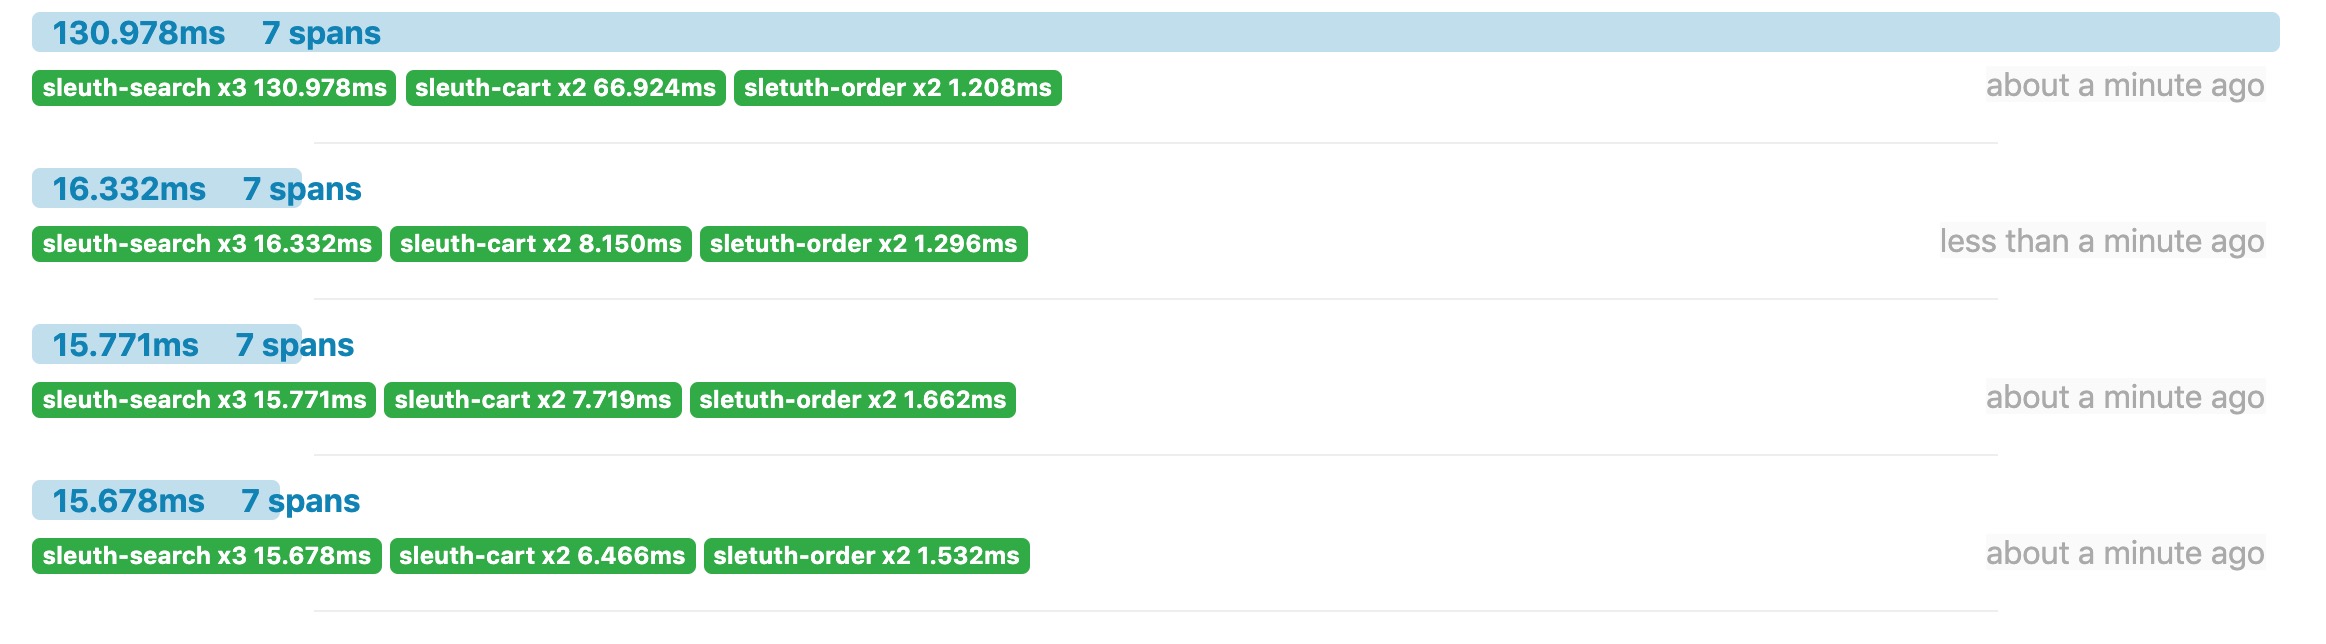 130.978ms 7 spans
sleuth-search x3 130.978ms sleuth-cart x2 66.924ms sletuth-order x2 1.208ms about a minute ago
16.332ms 7 spans
sleuth-search x3 16.332ms sleuth-cart x2 8.150ms sletuth-order x2 1.296ms less than a minute ago
15.771ms 7 spans
sleuth-search x3 15.771ms sleuth-cart x2 7.719ms sletuth-order x2 1.662ms about a minute ago
15.678ms 7 spans
sleuth-search x3 15.678ms sleuth-cart x2 6.466ms sletuth-order x2 1.532ms about a minute ago